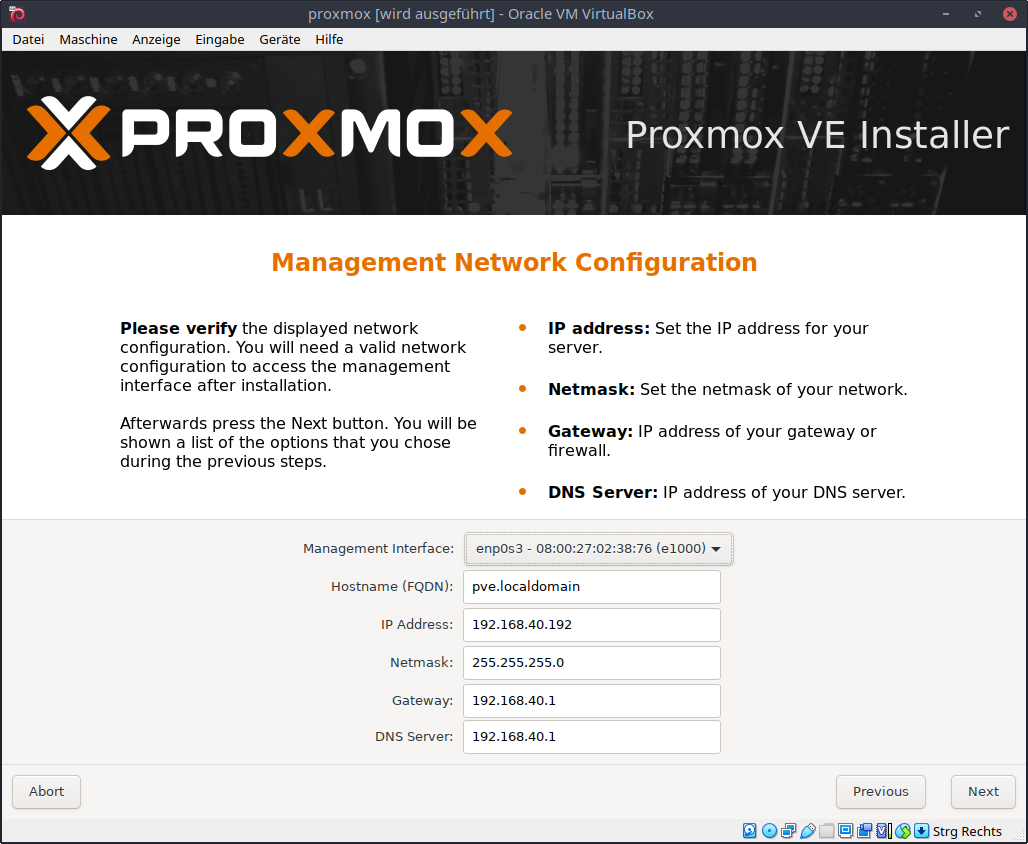 proxmox [wird ausgeführt] - Oracle VM VirtualBox
Datei Maschine Anzeige Eingabe Geräte Hilfe
PROXMOX
Proxmox VE Installer
Management Network Configuration
Please verify the displayed network
configuration. You will need a valid network
configuration to access the management
interface after installation.
Afterwards press the Next button. You will be
shown a list of the options that you chose
during the previous steps.
IP address: Set the IP address for your
server.
Netmask: Set the netmask of your network.
Gateway: IP address of your gateway or
firewall.
DNS Server: IP address of your DNS server.
Management Interface: enp0s3 - 08:00:27:02:38:76 (e1000)
Hostname (FQDN): pve.localdomain
IP Address: 192.168.40.192
Netmask: 255.255.255.0
Gateway: 192.168.40.1
DNS Server: 192.168.40.1
Abort Previous Next
Strg Rechts